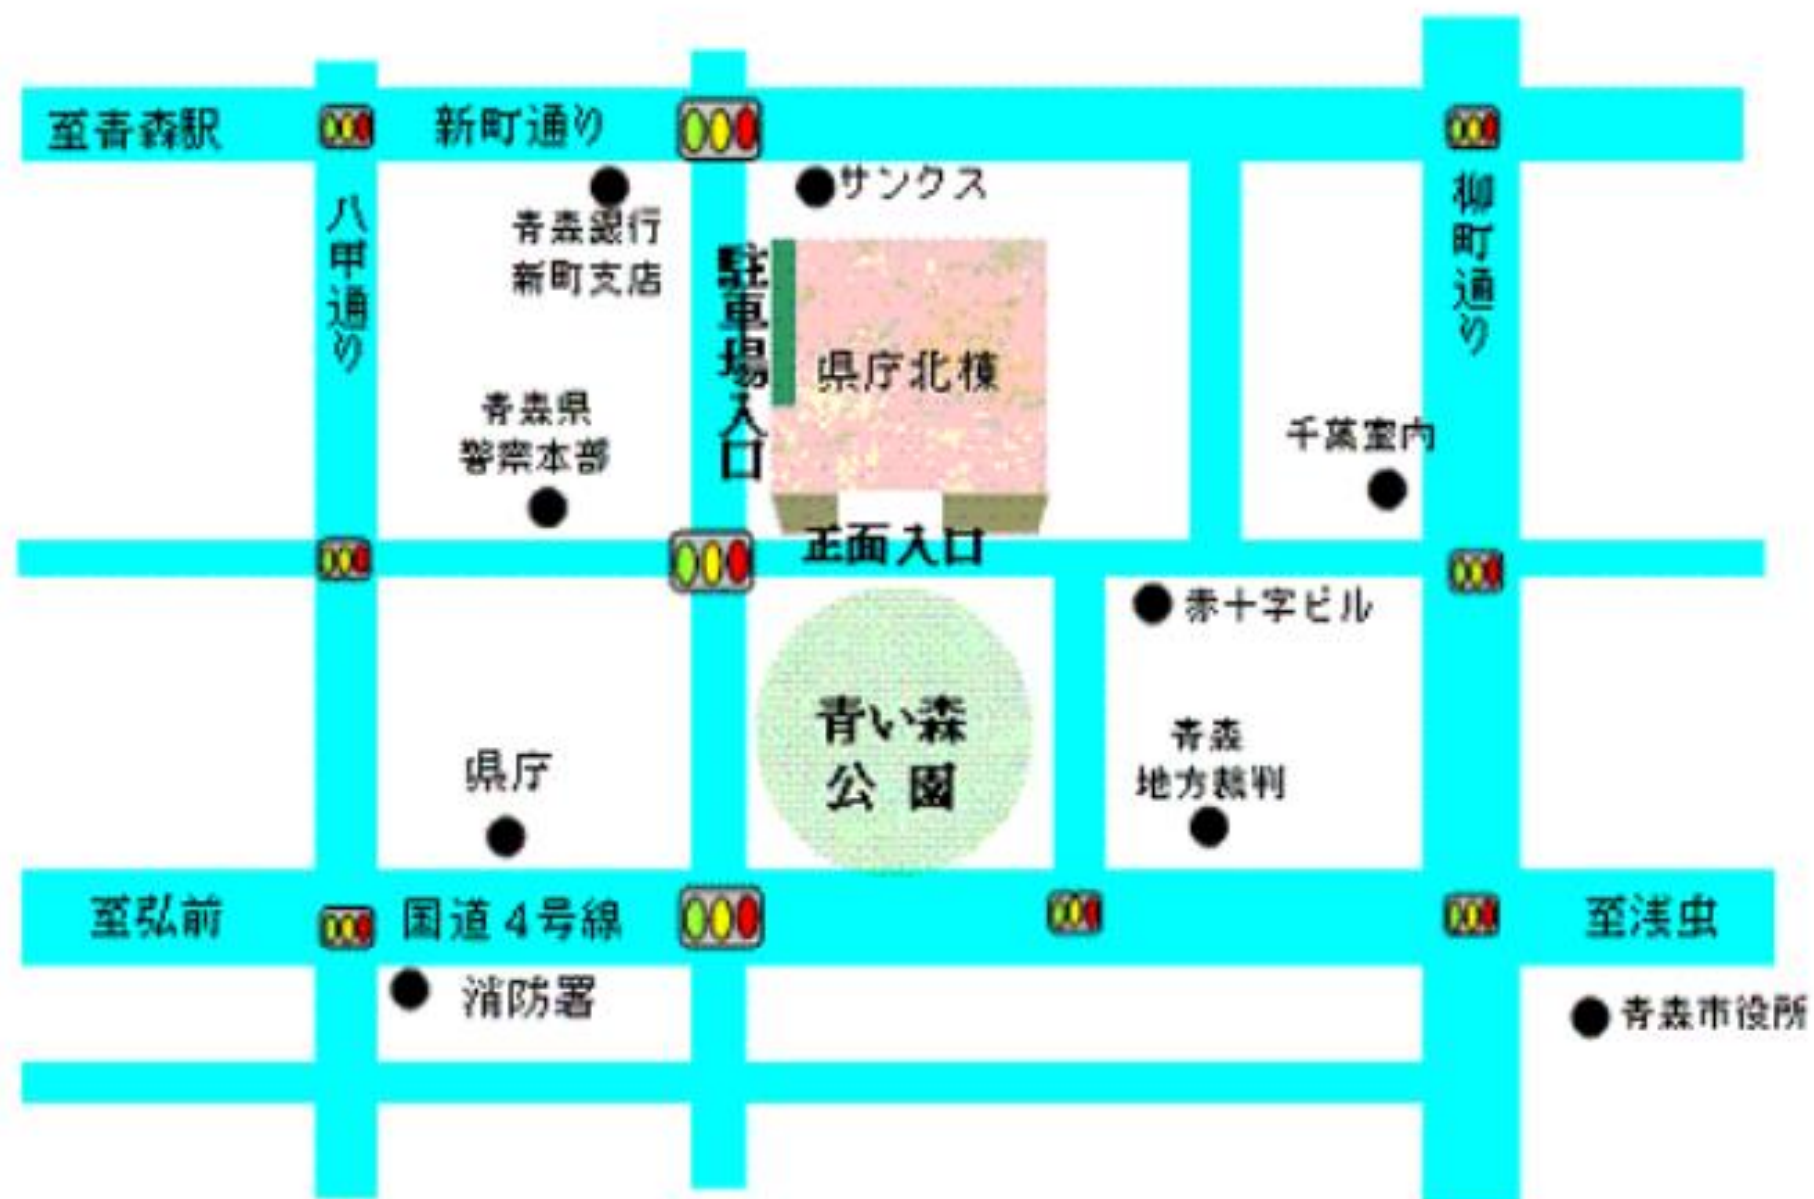 至青森駅
新町通り
サンクス
八甲通り
柳町通り
青森銀行
新町支店
駐車場入口
県庁北棟
青森県
警察本部
千葉室内
正面入口
赤十字ビル
青い森
公園
青森
地方裁判
県庁
至弘前
国道4号線
至浅虫
消防署
青森市役所